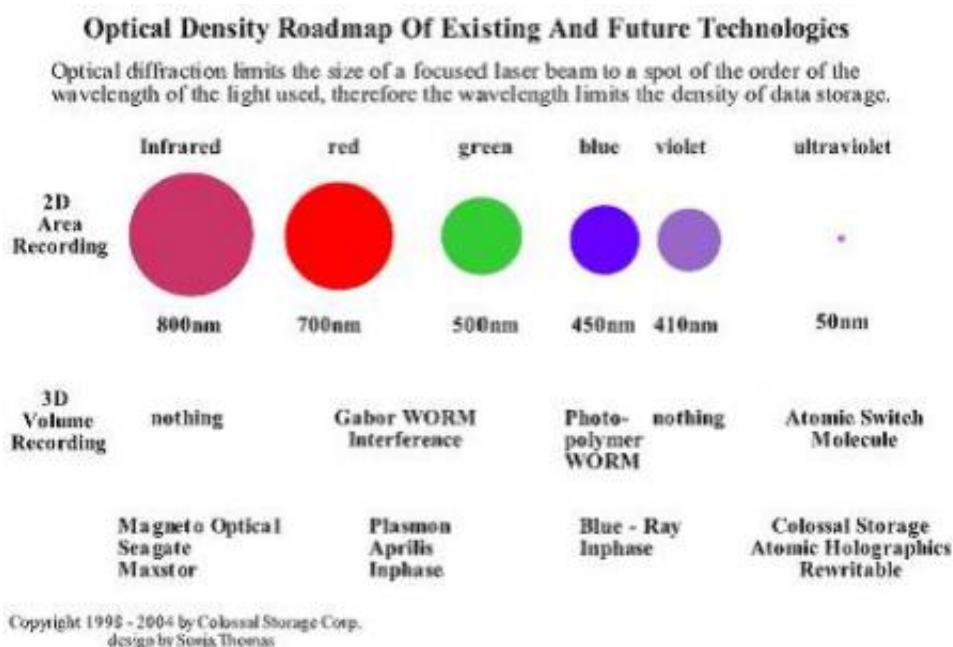 Optical Density Roadmap Of Existing And Future Technologies
Optical diffraction limits the size of a focused laser beam to a spot of the order of the
wavelength of the light used, therefore the wavelength limits the density of data storage.
Infrared red green blue violet ultraviolet
2D
Area
Recording
800nm 700nm 500nm 450nm 410nm 50nm
3D
Volume
Recording
nothing Gabor WORM Photo- nothing Atomic Switch
Interference polymer Molecule
WORM
Magneto Optical Plasmon Blue - Ray Colossal Storage
Seagate Aprilis Inphase Atomic Holographics
Maxstor Inphase Rewritable
Copyright 1998 - 2004 by Colossal Storage Corp.
design by Sonja Thomas